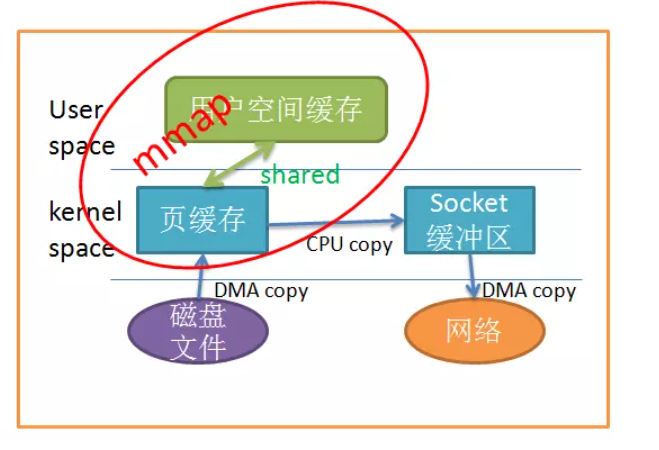 User
space
用户空间缓存
mmap
shared
kernel
space
页缓存
CPU copy
Socket
缓冲区
DMA copy
DMA copy
磁盘
文件
网络